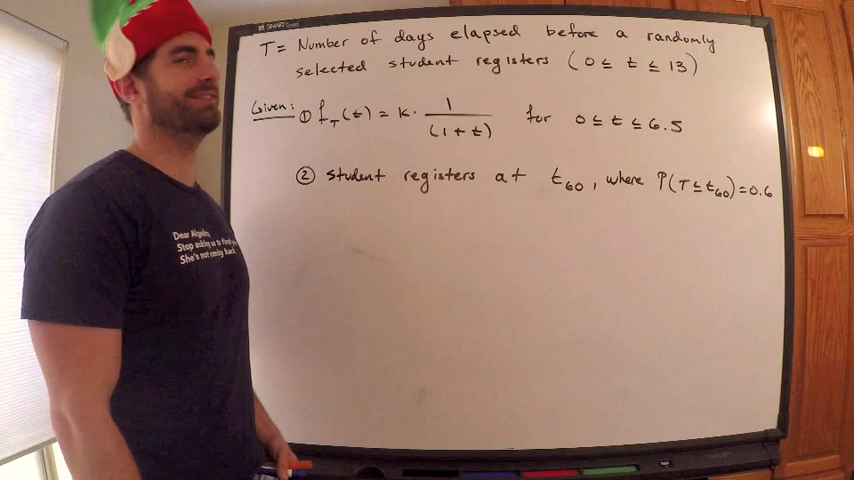 SMART
T = Number of days elapsed before a randomly
selected student registers (0 ≤ t ≤ 13)
Given: ① f_T(t) = k · 1/(1 + t) for 0 ≤ t ≤ 6.5
② student registers at t_60, where P(T ≤ t_60) = 0.6
Dear Algebra,
Stop asking us to find your
She's not coming back